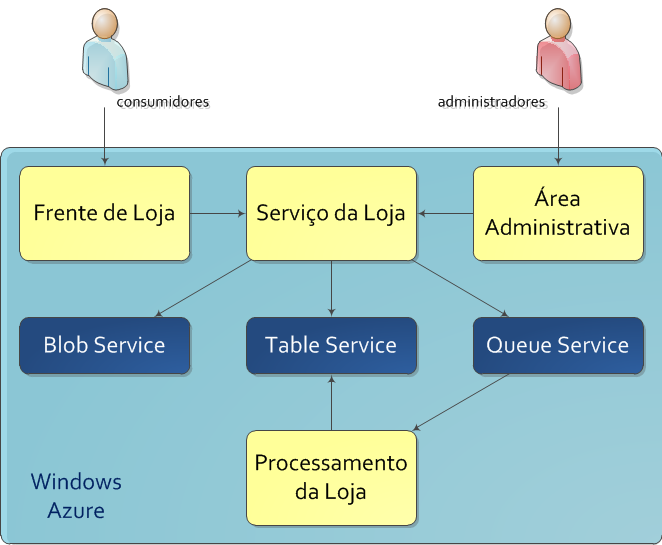 consumidores
administradores
Frente de Loja
Serviço da Loja
Área
Administrativa
Blob Service
Table Service
Queue Service
Processamento
da Loja
Windows
Azure